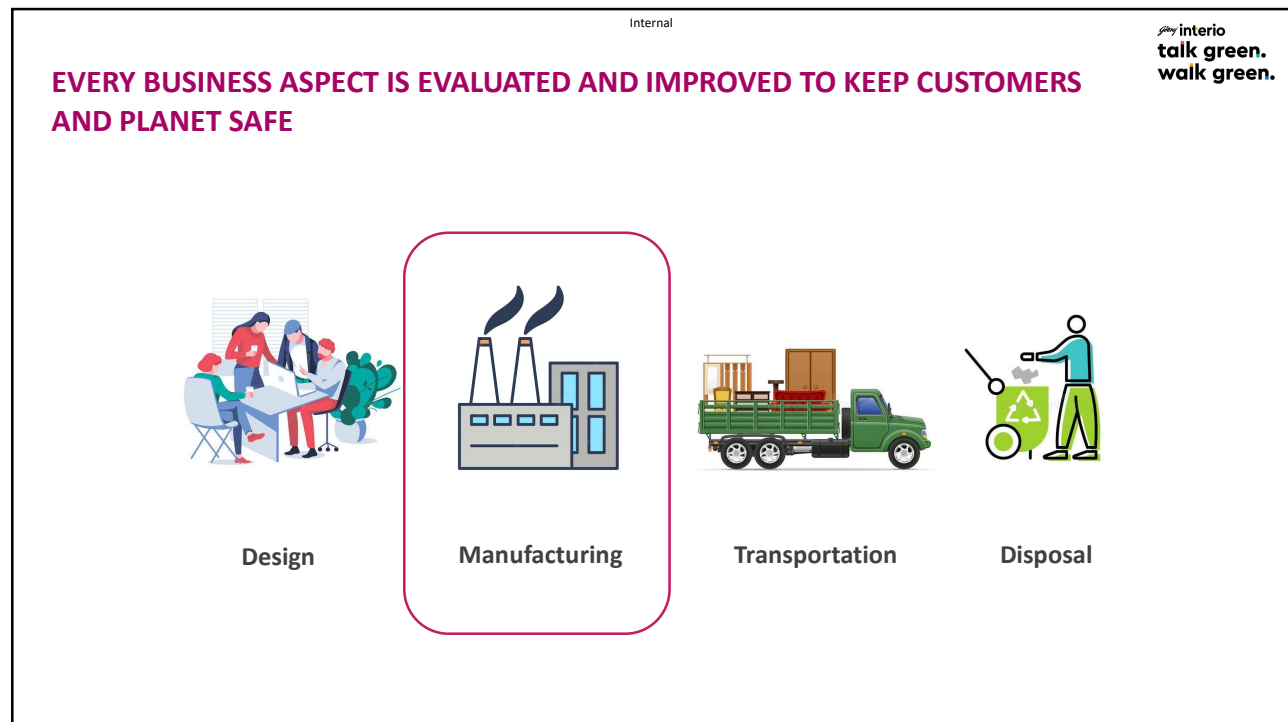 Internal
Godrej interio
talk green.
walk green.
EVERY BUSINESS ASPECT IS EVALUATED AND IMPROVED TO KEEP CUSTOMERS
AND PLANET SAFE
Design
Manufacturing
Transportation
Disposal